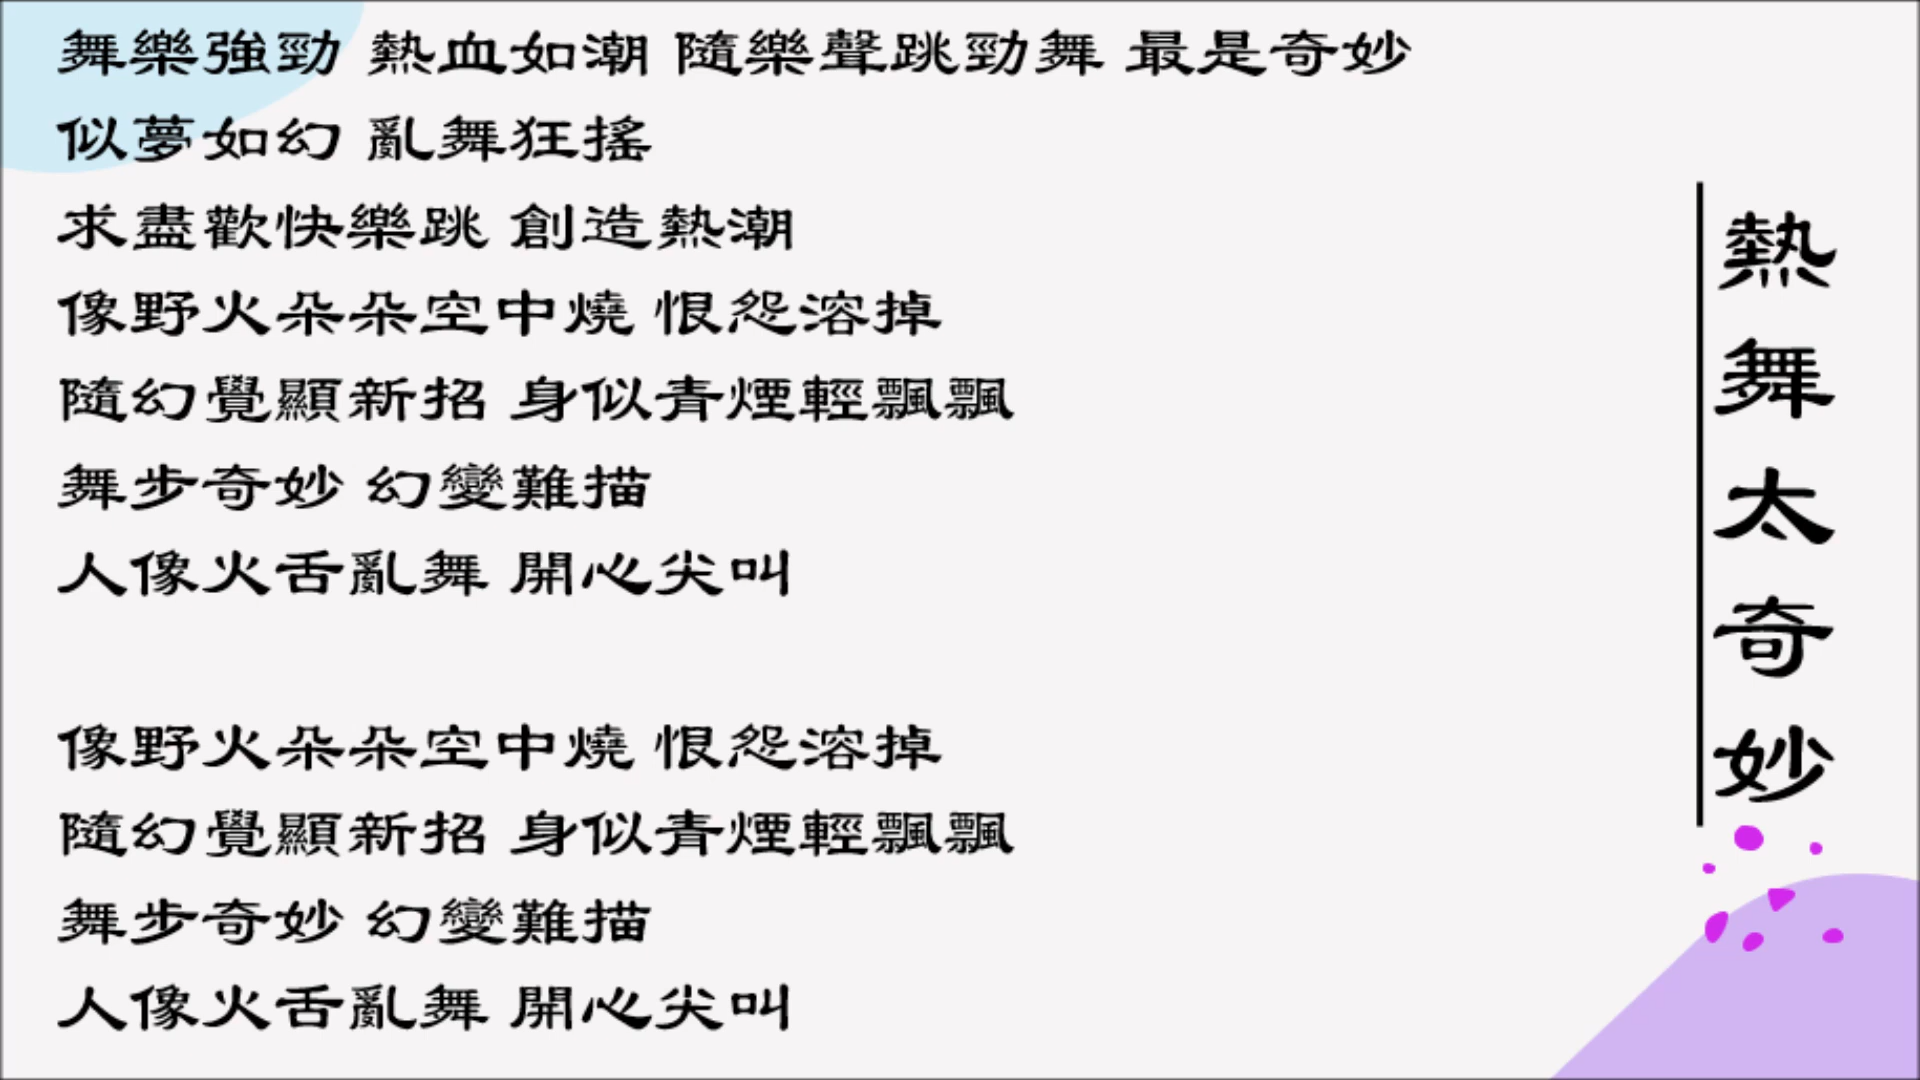 舞樂強勁 熱血如潮 隨樂聲跳勁舞 最是奇妙
似夢如幻 亂舞狂搖
求盡歡快樂跳 創造熱潮
像野火朵朵空中燒 恨怨溶掉
隨幻覺顯新招 身似青煙輕飄飄
舞步奇妙 幻變難描
人像火舌亂舞 開心尖叫
像野火朵朵空中燒 恨怨溶掉
隨幻覺顯新招 身似青煙輕飄飄
舞步奇妙 幻變難描
人像火舌亂舞 開心尖叫
熱舞太奇妙